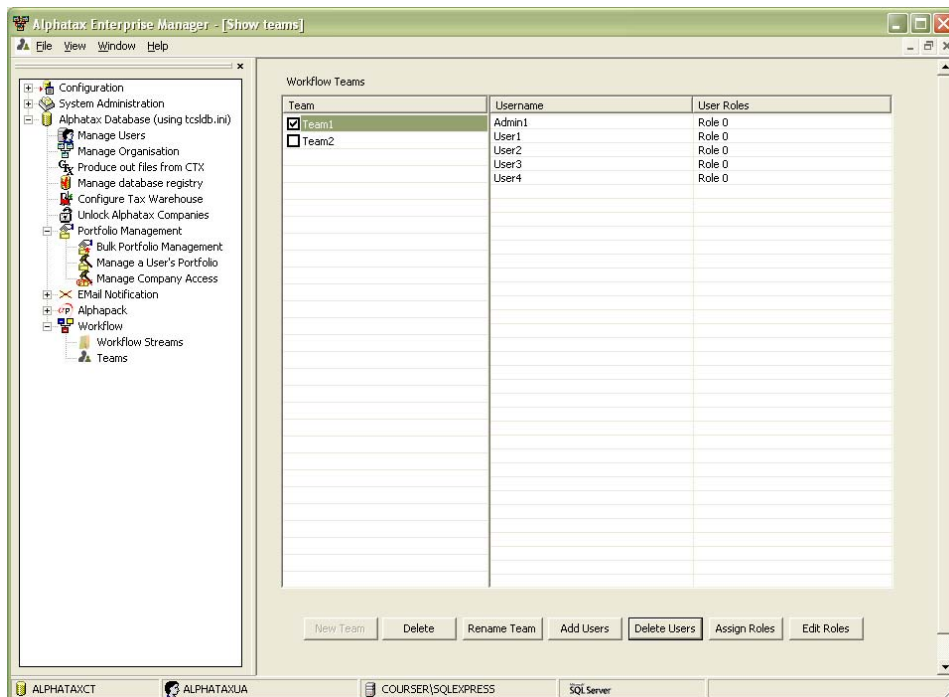 Alphatax Enterprise Manager - [Show teams]
File View Window Help
Configuration
System Administration
Alphatax Database (using tcsldb.ini)
Manage Users
Manage Organisation
Produce out files from CTX
Manage database registry
Configure Tax Warehouse
Unlock Alphatax Companies
Portfolio Management
Bulk Portfolio Management
Manage a User's Portfolio
Manage Company Access
EMail Notification
Alphapack
Workflow
Workflow Streams
Teams
Workflow Teams
Team Username User Roles
Team1 Admin1 Role 0
Team2 User1 Role 0
User2 Role 0
User3 Role 0
User4 Role 0
New Team Delete Rename Team Add Users Delete Users Assign Roles Edit Roles
ALPHATAXCT ALPHATAXUA COURSER\SQLEXPRESS SQL Server